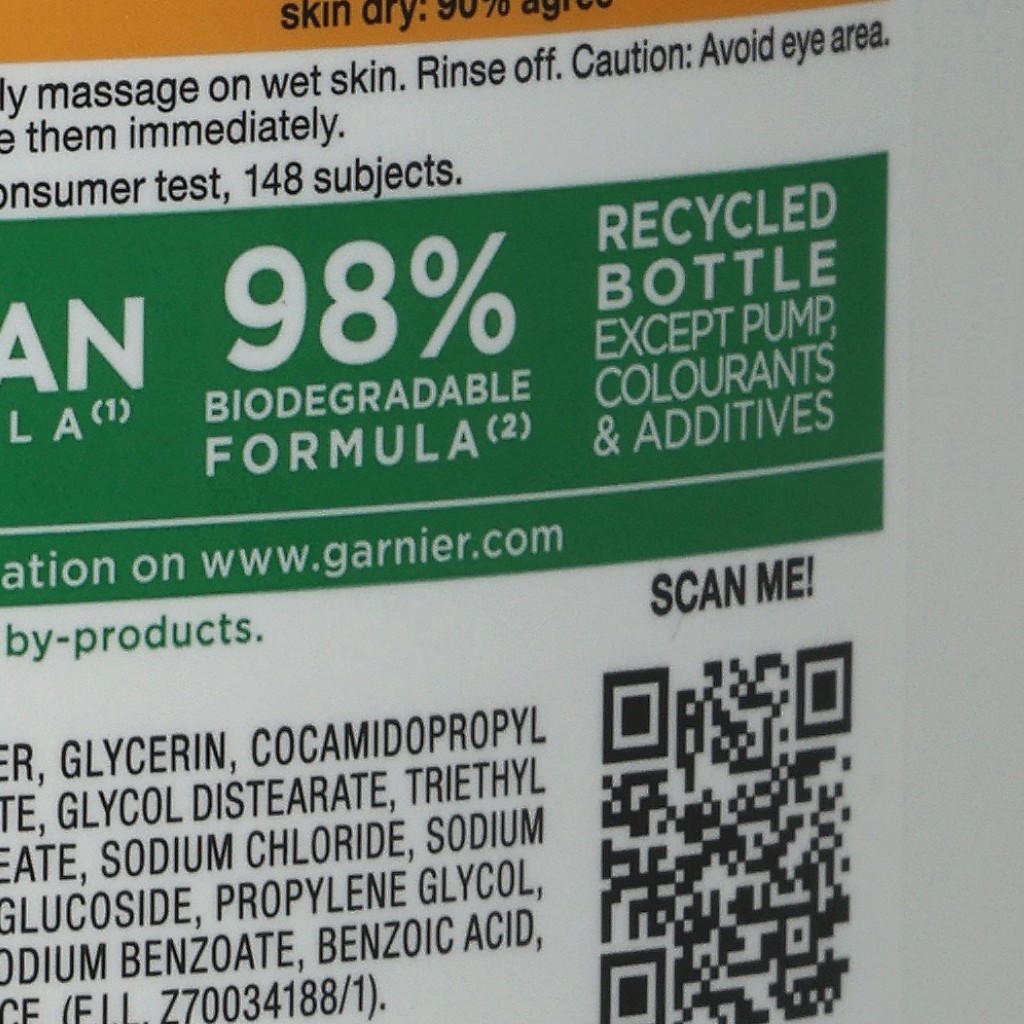 skin dry: 90% agree
ly massage on wet skin. Rinse off. Caution: Avoid eye area.
e them immediately.
onsumer test, 148 subjects.
AN
L A(1)
98%
BIODEGRADABLE
FORMULA(2)
RECYCLED
BOTTLE
EXCEPT PUMP,
COLOURANTS
& ADDITIVES
ation on www.garnier.com
by-products.
SCAN ME!
ER, GLYCERIN, COCAMIDOPROPYL
TE, GLYCOL DISTEARATE, TRIETHYL
EATE, SODIUM CHLORIDE, SODIUM
GLUCOSIDE, PROPYLENE GLYCOL,
ODIUM BENZOATE, BENZOIC ACID,
CE. (F.I.L. Z70034188/1).